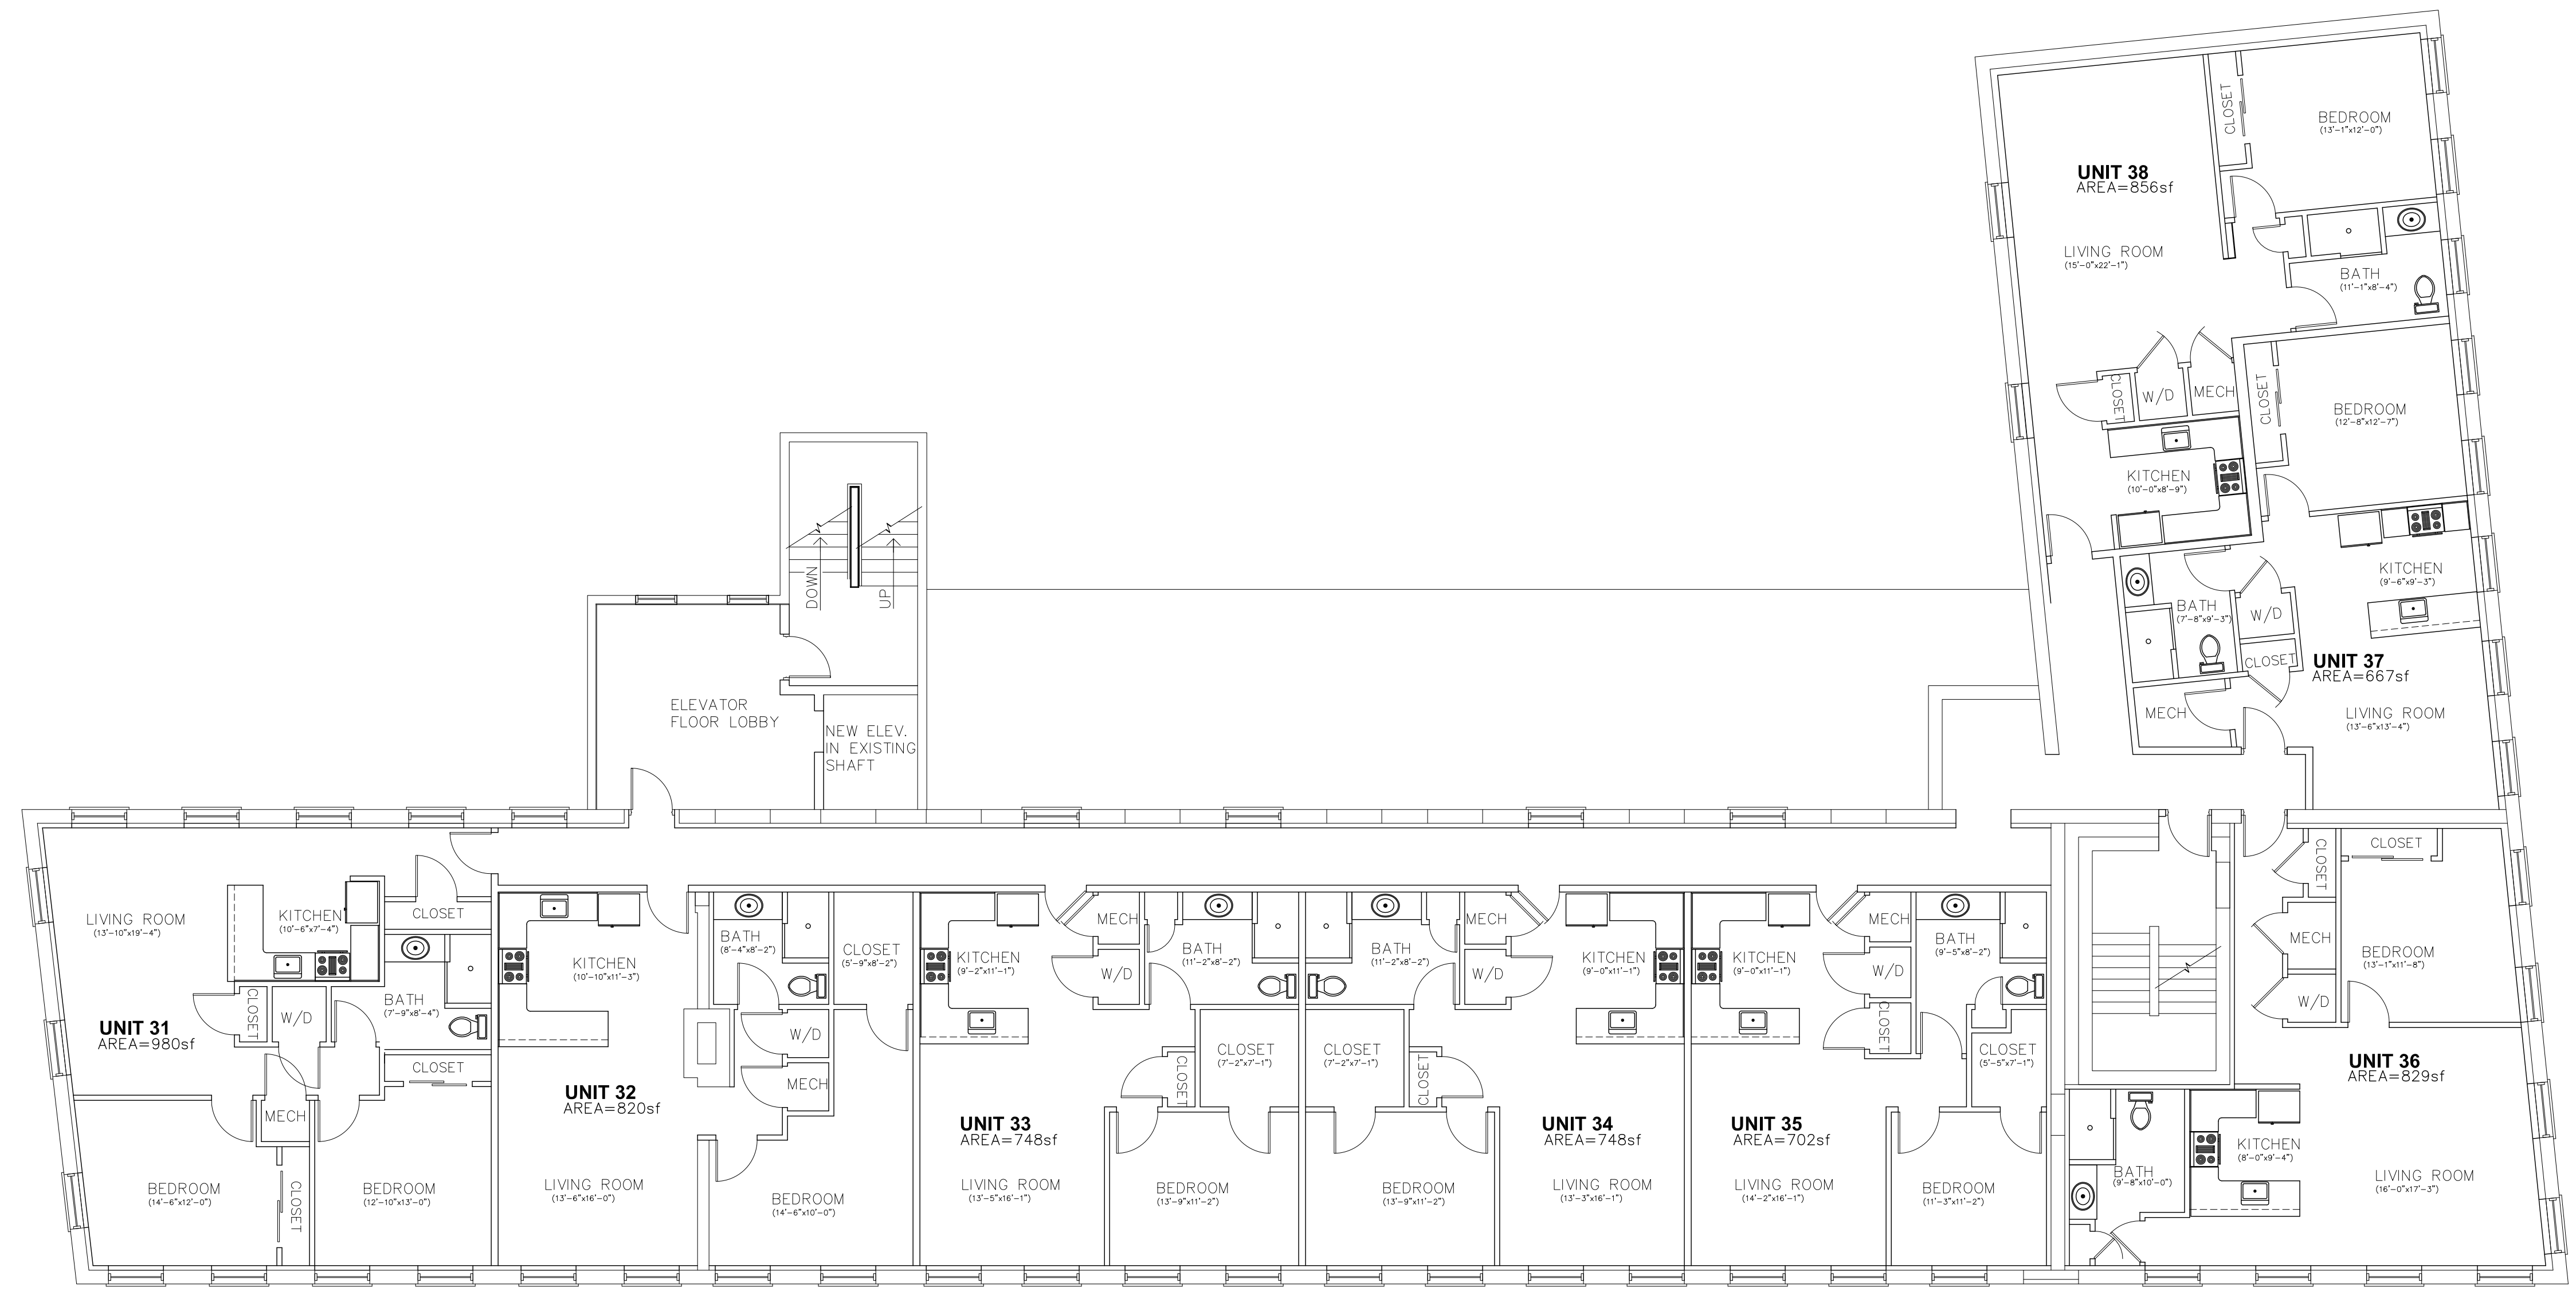 UNIT 38
AREA=856sf
CLOSET
BEDROOM
(13'-1"x12'-0")
LIVING ROOM
(15'-0"x22'-1")
BATH
(11'-1"x8'-4")
CLOSET
W/D
MECH
KITCHEN
(10'-0"x8'-9")
CLOSET
BEDROOM
(12'-8"x12'-7")
KITCHEN
(9'-6"x9'-3")
BATH
(7'-8"x9'-3")
W/D
CLOSET
UNIT 37
AREA=667sf
MECH
LIVING ROOM
(13'-6"x13'-4")
DOWN
UP
ELEVATOR
FLOOR LOBBY
NEW ELEV.
IN EXISTING
SHAFT
LIVING ROOM
(13'-10"x19'-4")
KITCHEN
(10'-6"x7'-4")
CLOSET
BATH
(7'-9"x8'-4")
CLOSET
W/D
UNIT 31
AREA=980sf
CLOSET
MECH
BEDROOM
(14'-6"x12'-0")
CLOSET
BEDROOM
(12'-10"x13'-0")
KITCHEN
(10'-10"x11'-3")
BATH
(8'-4"x8'-2")
CLOSET
(5'-9"x8'-2")
W/D
MECH
UNIT 32
AREA=820sf
LIVING ROOM
(13'-6"x16'-0")
BEDROOM
(14'-6"x10'-0")
KITCHEN
(9'-2"x11'-1")
MECH
W/D
BATH
(11'-2"x8'-2")
CLOSET
(7'-2"x7'-1")
CLOSET
UNIT 33
AREA=748sf
LIVING ROOM
(13'-5"x16'-1")
BEDROOM
(13'-9"x11'-2")
BATH
(11'-2"x8'-2")
MECH
W/D
KITCHEN
(9'-0"x11'-1")
CLOSET
(7'-2"x7'-1")
CLOSET
UNIT 34
AREA=748sf
BEDROOM
(13'-9"x11'-2")
LIVING ROOM
(13'-3"x16'-1")
KITCHEN
(9'-0"x11'-1")
MECH
W/D
CLOSET
BATH
(9'-5"x8'-2")
CLOSET
(5'-5"x7'-1")
UNIT 35
AREA=702sf
LIVING ROOM
(14'-2"x16'-1")
BEDROOM
(11'-3"x11'-2")
CLOSET
CLOSET
MECH
W/D
BEDROOM
(13'-1"x11'-8")
UNIT 36
AREA=829sf
KITCHEN
(8'-0"x9'-4")
BATH
(9'-8"x10'-0")
LIVING ROOM
(16'-0"x17'-3")